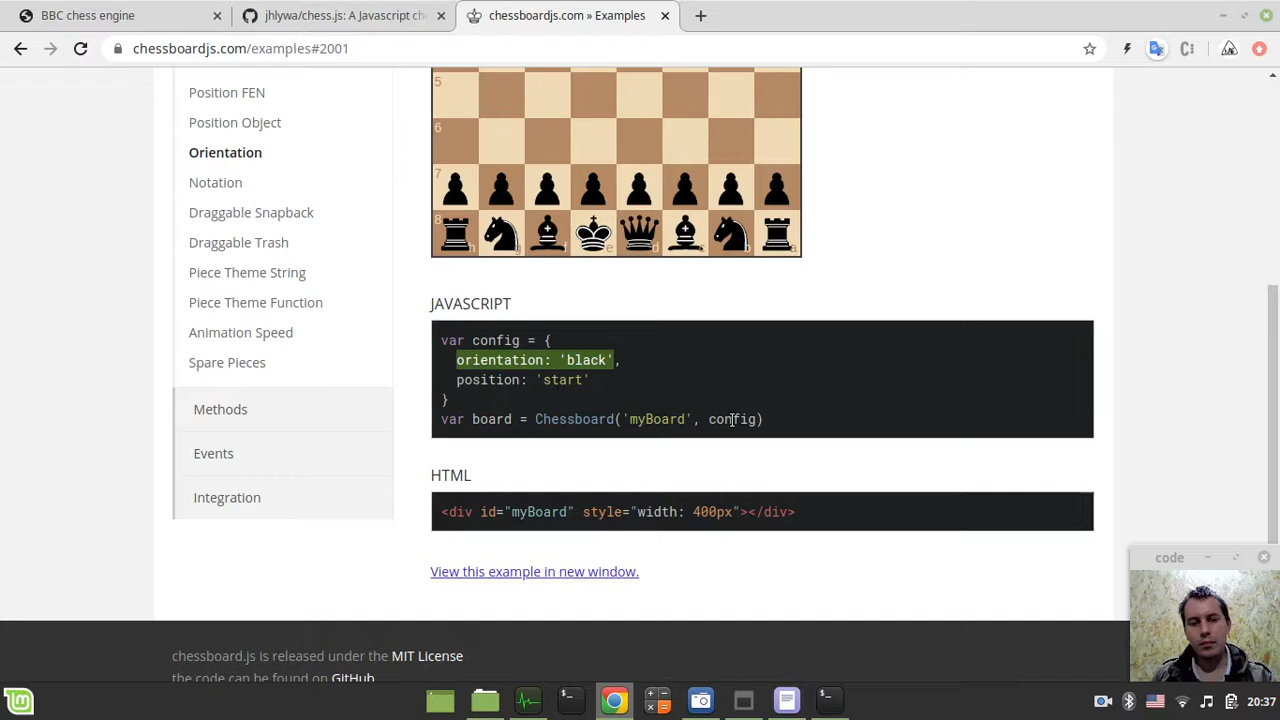 BBC chess engine
jhlywa/chess.js: A Javascript che
chessboardjs.com » Examples
chessboardjs.com/examples#2001
Position FEN
Position Object
Orientation
Notation
Draggable Snapback
Draggable Trash
Piece Theme String
Piece Theme Function
Animation Speed
Spare Pieces
Methods
Events
Integration
5
6
7
8
h g f e d c b a
JAVASCRIPT
var config = {
orientation: 'black',
position: 'start'
}
var board = Chessboard('myBoard', config)
HTML
<div id="myBoard" style="width: 400px"></div>
View this example in new window.
chessboard.js is released under the MIT License
the code can be found on GitHub
code
20:37